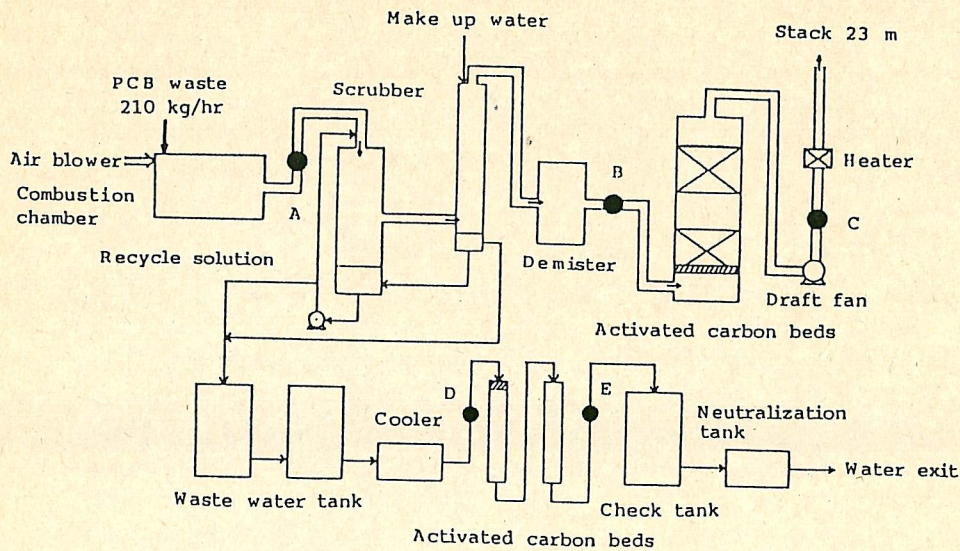 Make up water
Stack 23 m
PCB waste
210 kg/hr
Scrubber
Air blower
Combustion
chamber
A
B
Heater
C
Recycle solution
Demister
Draft fan
Activated carbon beds
D
E
Cooler
Neutralization
tank
Water exit
Waste water tank
Check tank
Activated carbon beds